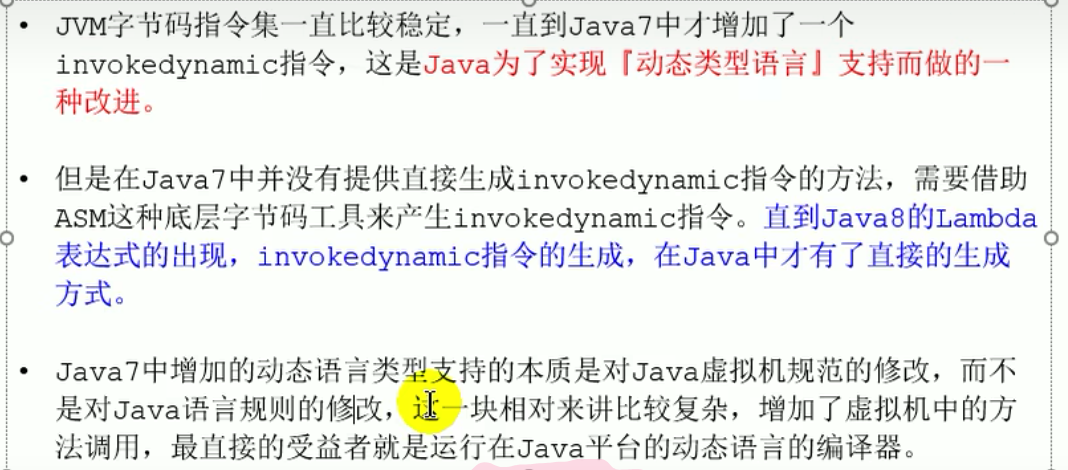 • JVM字节码指令集一直比较稳定，一直到Java7中才增加了一个
invokedynamic指令，这是Java为了实现『动态类型语言』支持而做的一
种改进。
• 但是在Java7中并没有提供直接生成invokedynamic指令的方法，需要借助
ASM这种底层字节码工具来产生invokedynamic指令。直到Java8的Lambda
表达式的出现，invokedynamic指令的生成，在Java中才有了直接的生成
方式。
• Java7中增加的动态语言类型支持的本质是对Java虚拟机规范的修改，而不
是对Java语言规则的修改，这一块相对来讲比较复杂，增加了虚拟机中的方
法调用，最直接的受益者就是运行在Java平台的动态语言的编译器。